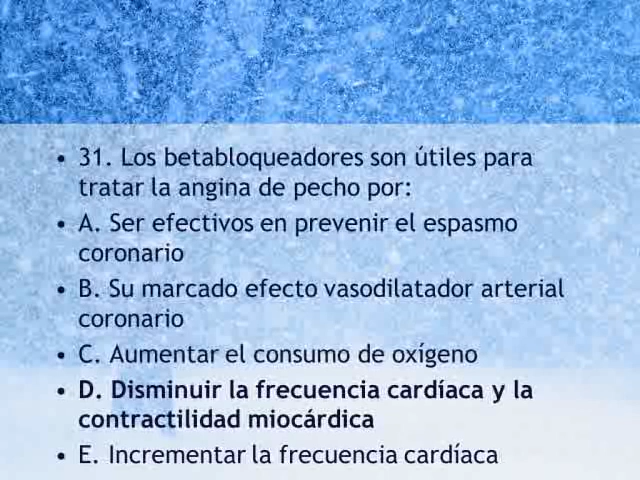 • 31. Los betabloqueadores son útiles para
tratar la angina de pecho por:
• A. Ser efectivos en prevenir el espasmo
coronario
• B. Su marcado efecto vasodilatador arterial
coronario
• C. Aumentar el consumo de oxígeno
• D. Disminuir la frecuencia cardíaca y la
contractilidad miocárdica
• E. Incrementar la frecuencia cardíaca